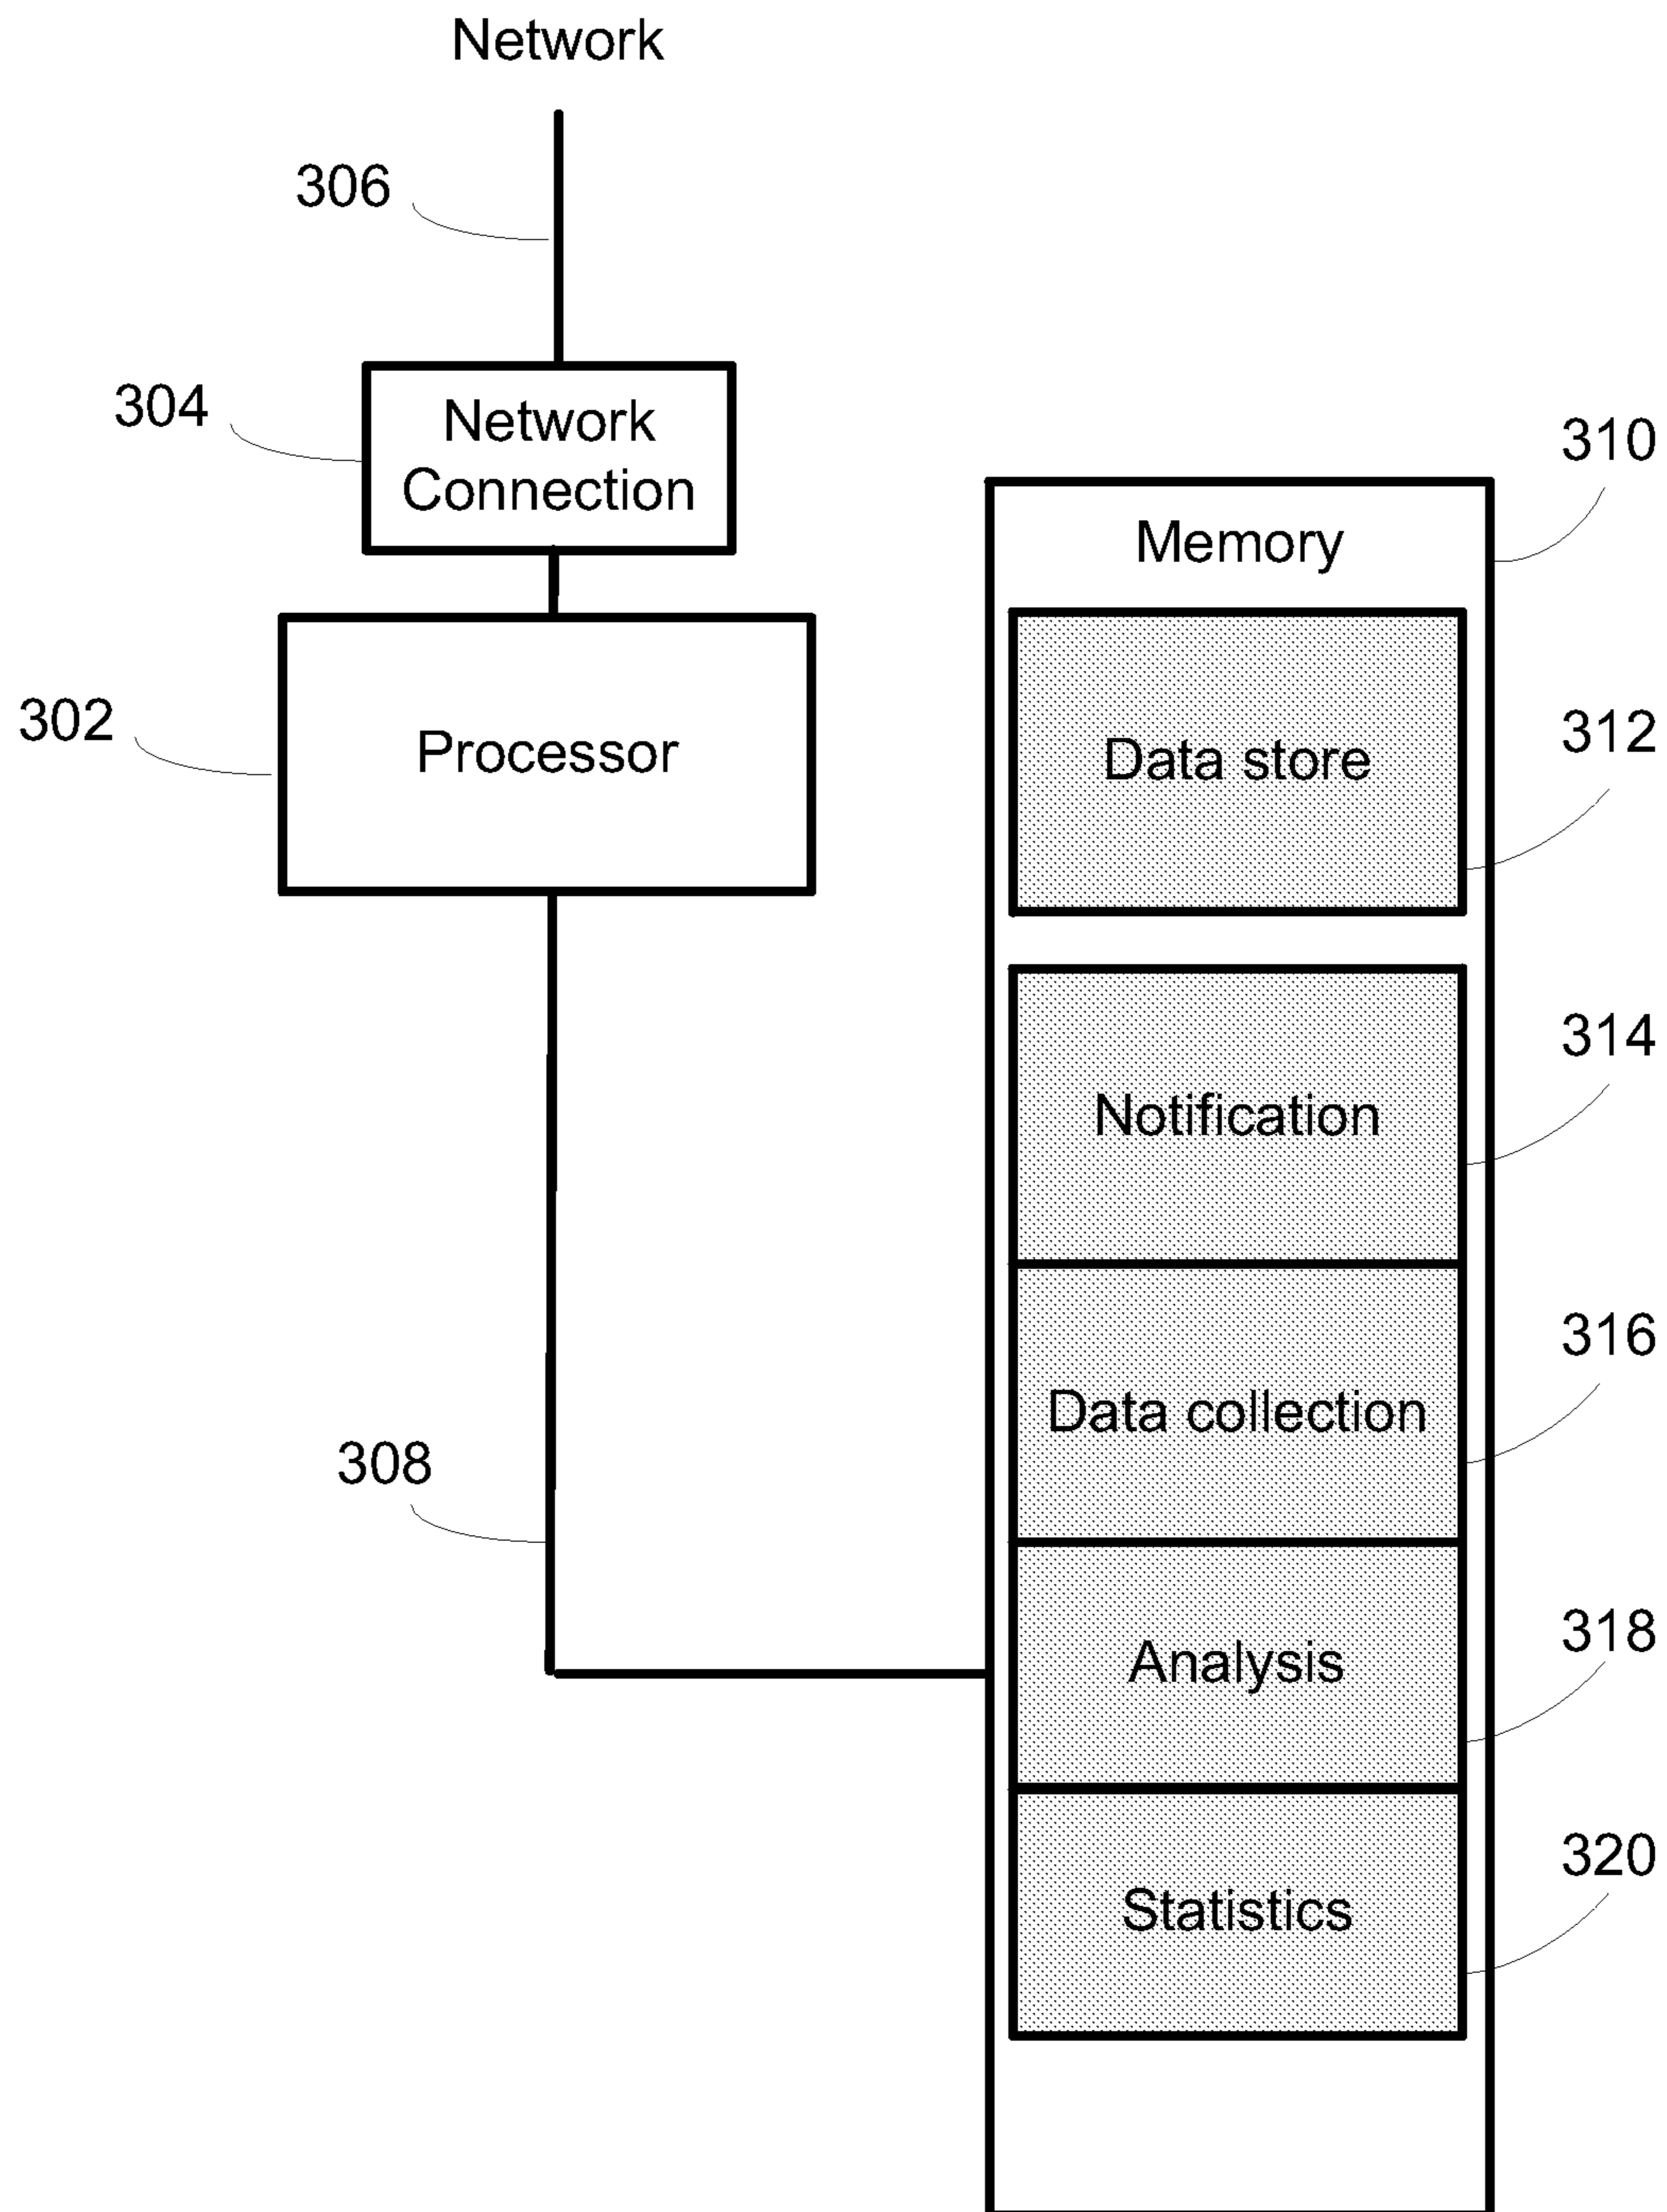 Network
306
304
Network
Connection
310
Memory
302
Processor
312
Data store
314
Notification
316
Data collection
308
318
Analysis
320
Statistics